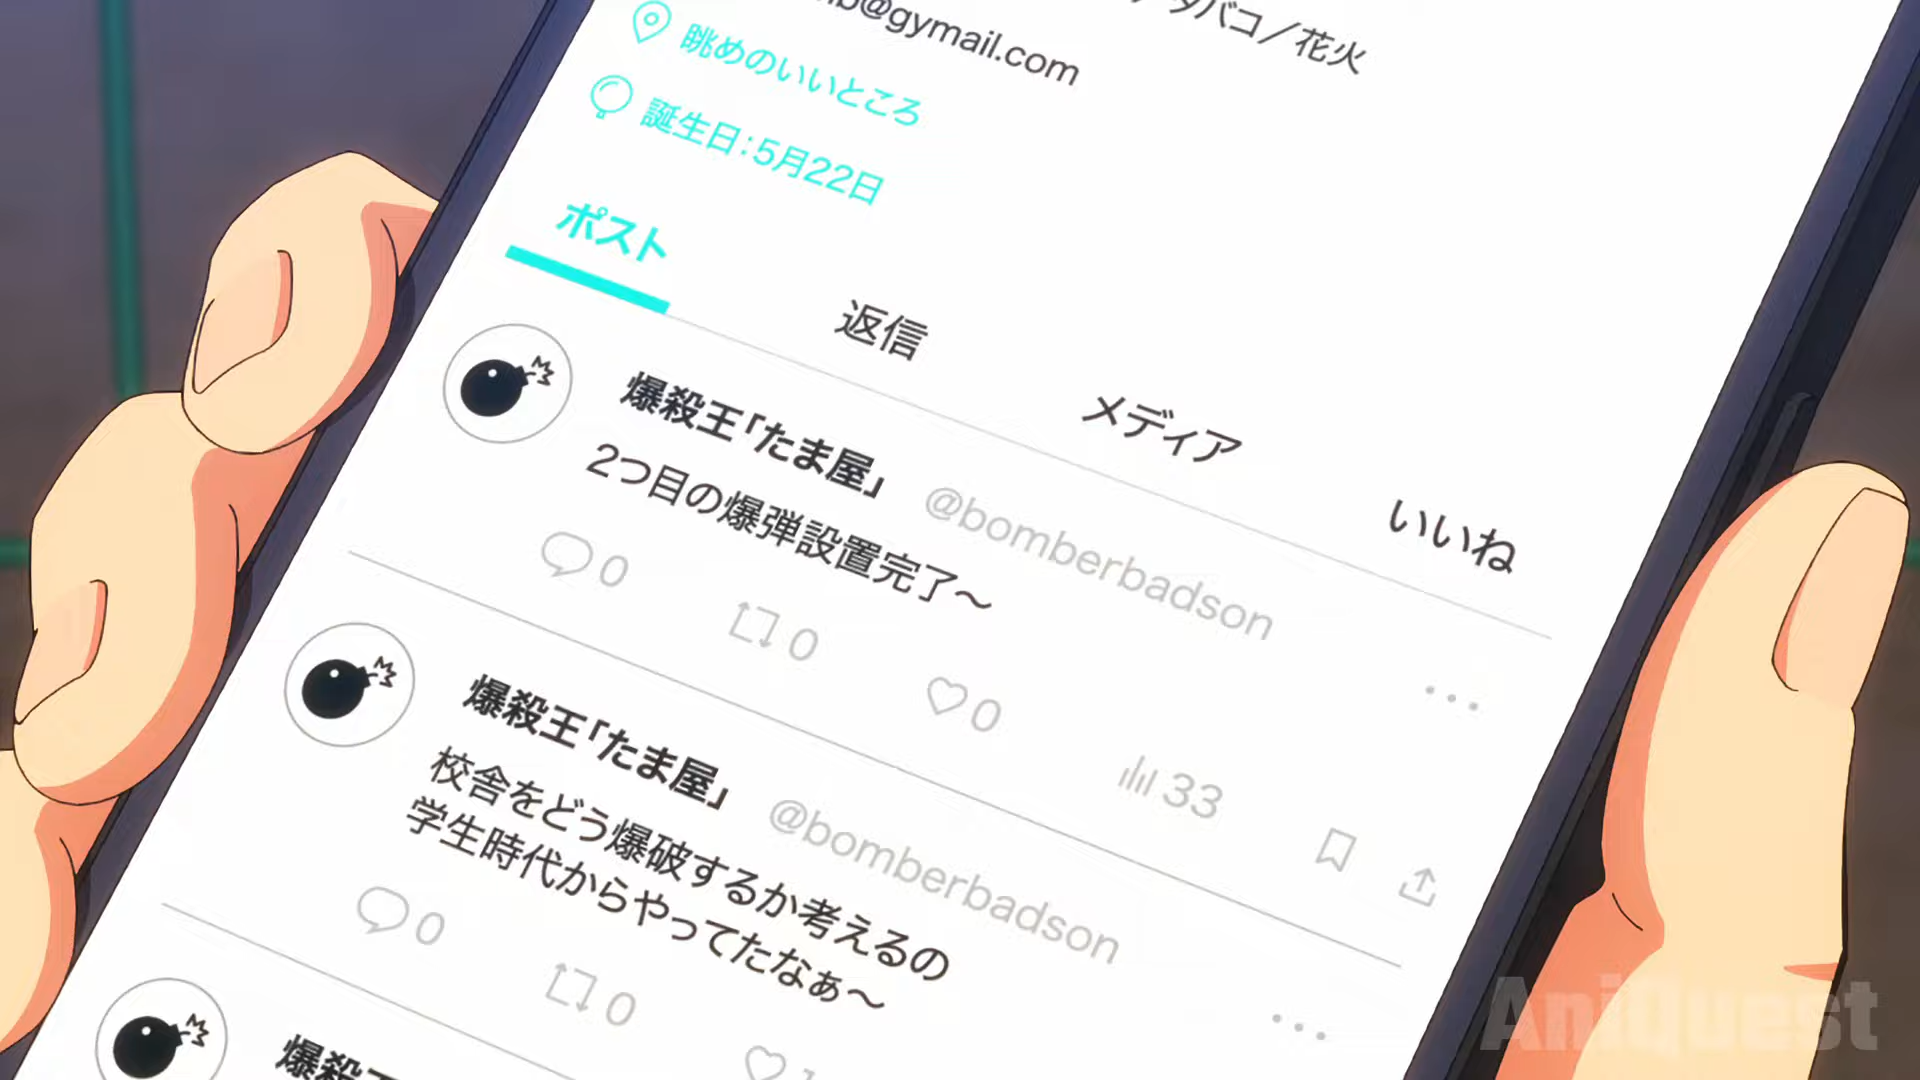 タバコ／花火
b@gymail.com
眺めのいいところ
誕生日:5月22日
ポスト 返信 メディア いいね
爆殺王「たま屋」 @bomberbadson
2つ目の爆弾設置完了～
0 0 0 33
爆殺王「たま屋」 @bomberbadson
校舎をどう爆破するか考えるの
学生時代からやってたなぁ～
0 0
爆殺王
AniQuest